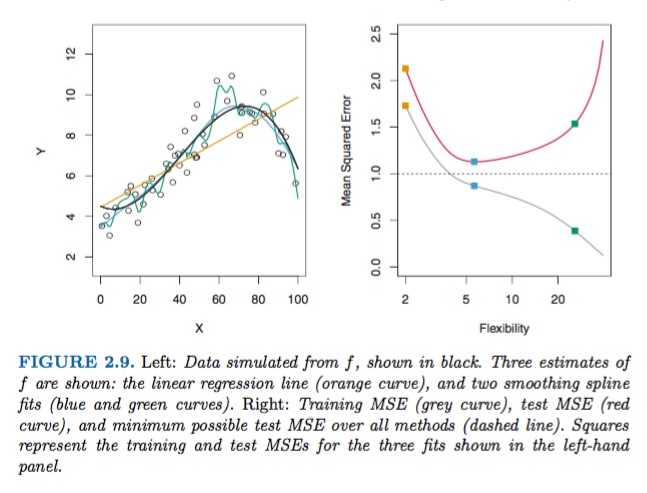 12
10
8
6
4
2
Y
0 20 40 60 80 100
X
2.5
2.0
1.5
1.0
0.5
0.0
Mean Squared Error
2 5 10 20
Flexibility
FIGURE 2.9. Left: Data simulated from f, shown in black. Three estimates of
f are shown: the linear regression line (orange curve), and two smoothing spline
fits (blue and green curves). Right: Training MSE (grey curve), test MSE (red
curve), and minimum possible test MSE over all methods (dashed line). Squares
represent the training and test MSEs for the three fits shown in the left-hand
panel.